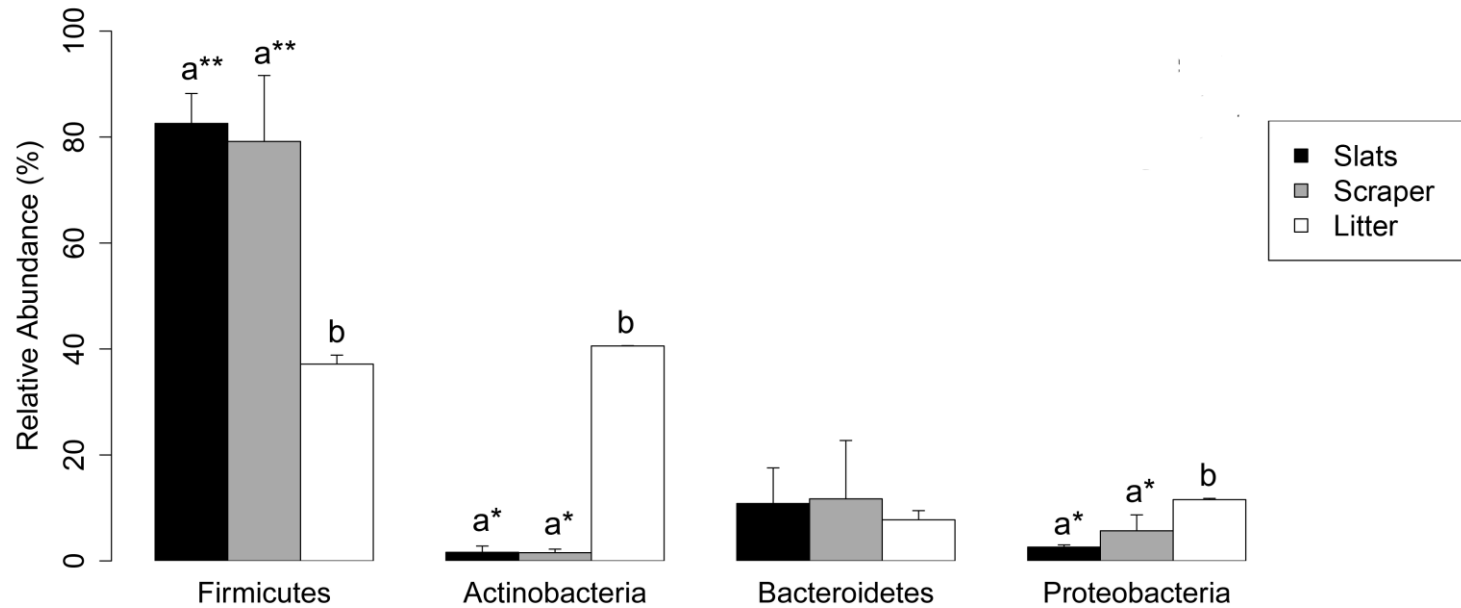 Relative Abundance (%)
100
80
60
40
20
0
a**
a**
b
a*
a*
b
a*
a*
b
Firmicutes
Actinobacteria
Bacteroidetes
Proteobacteria
Slats
Scraper
Litter